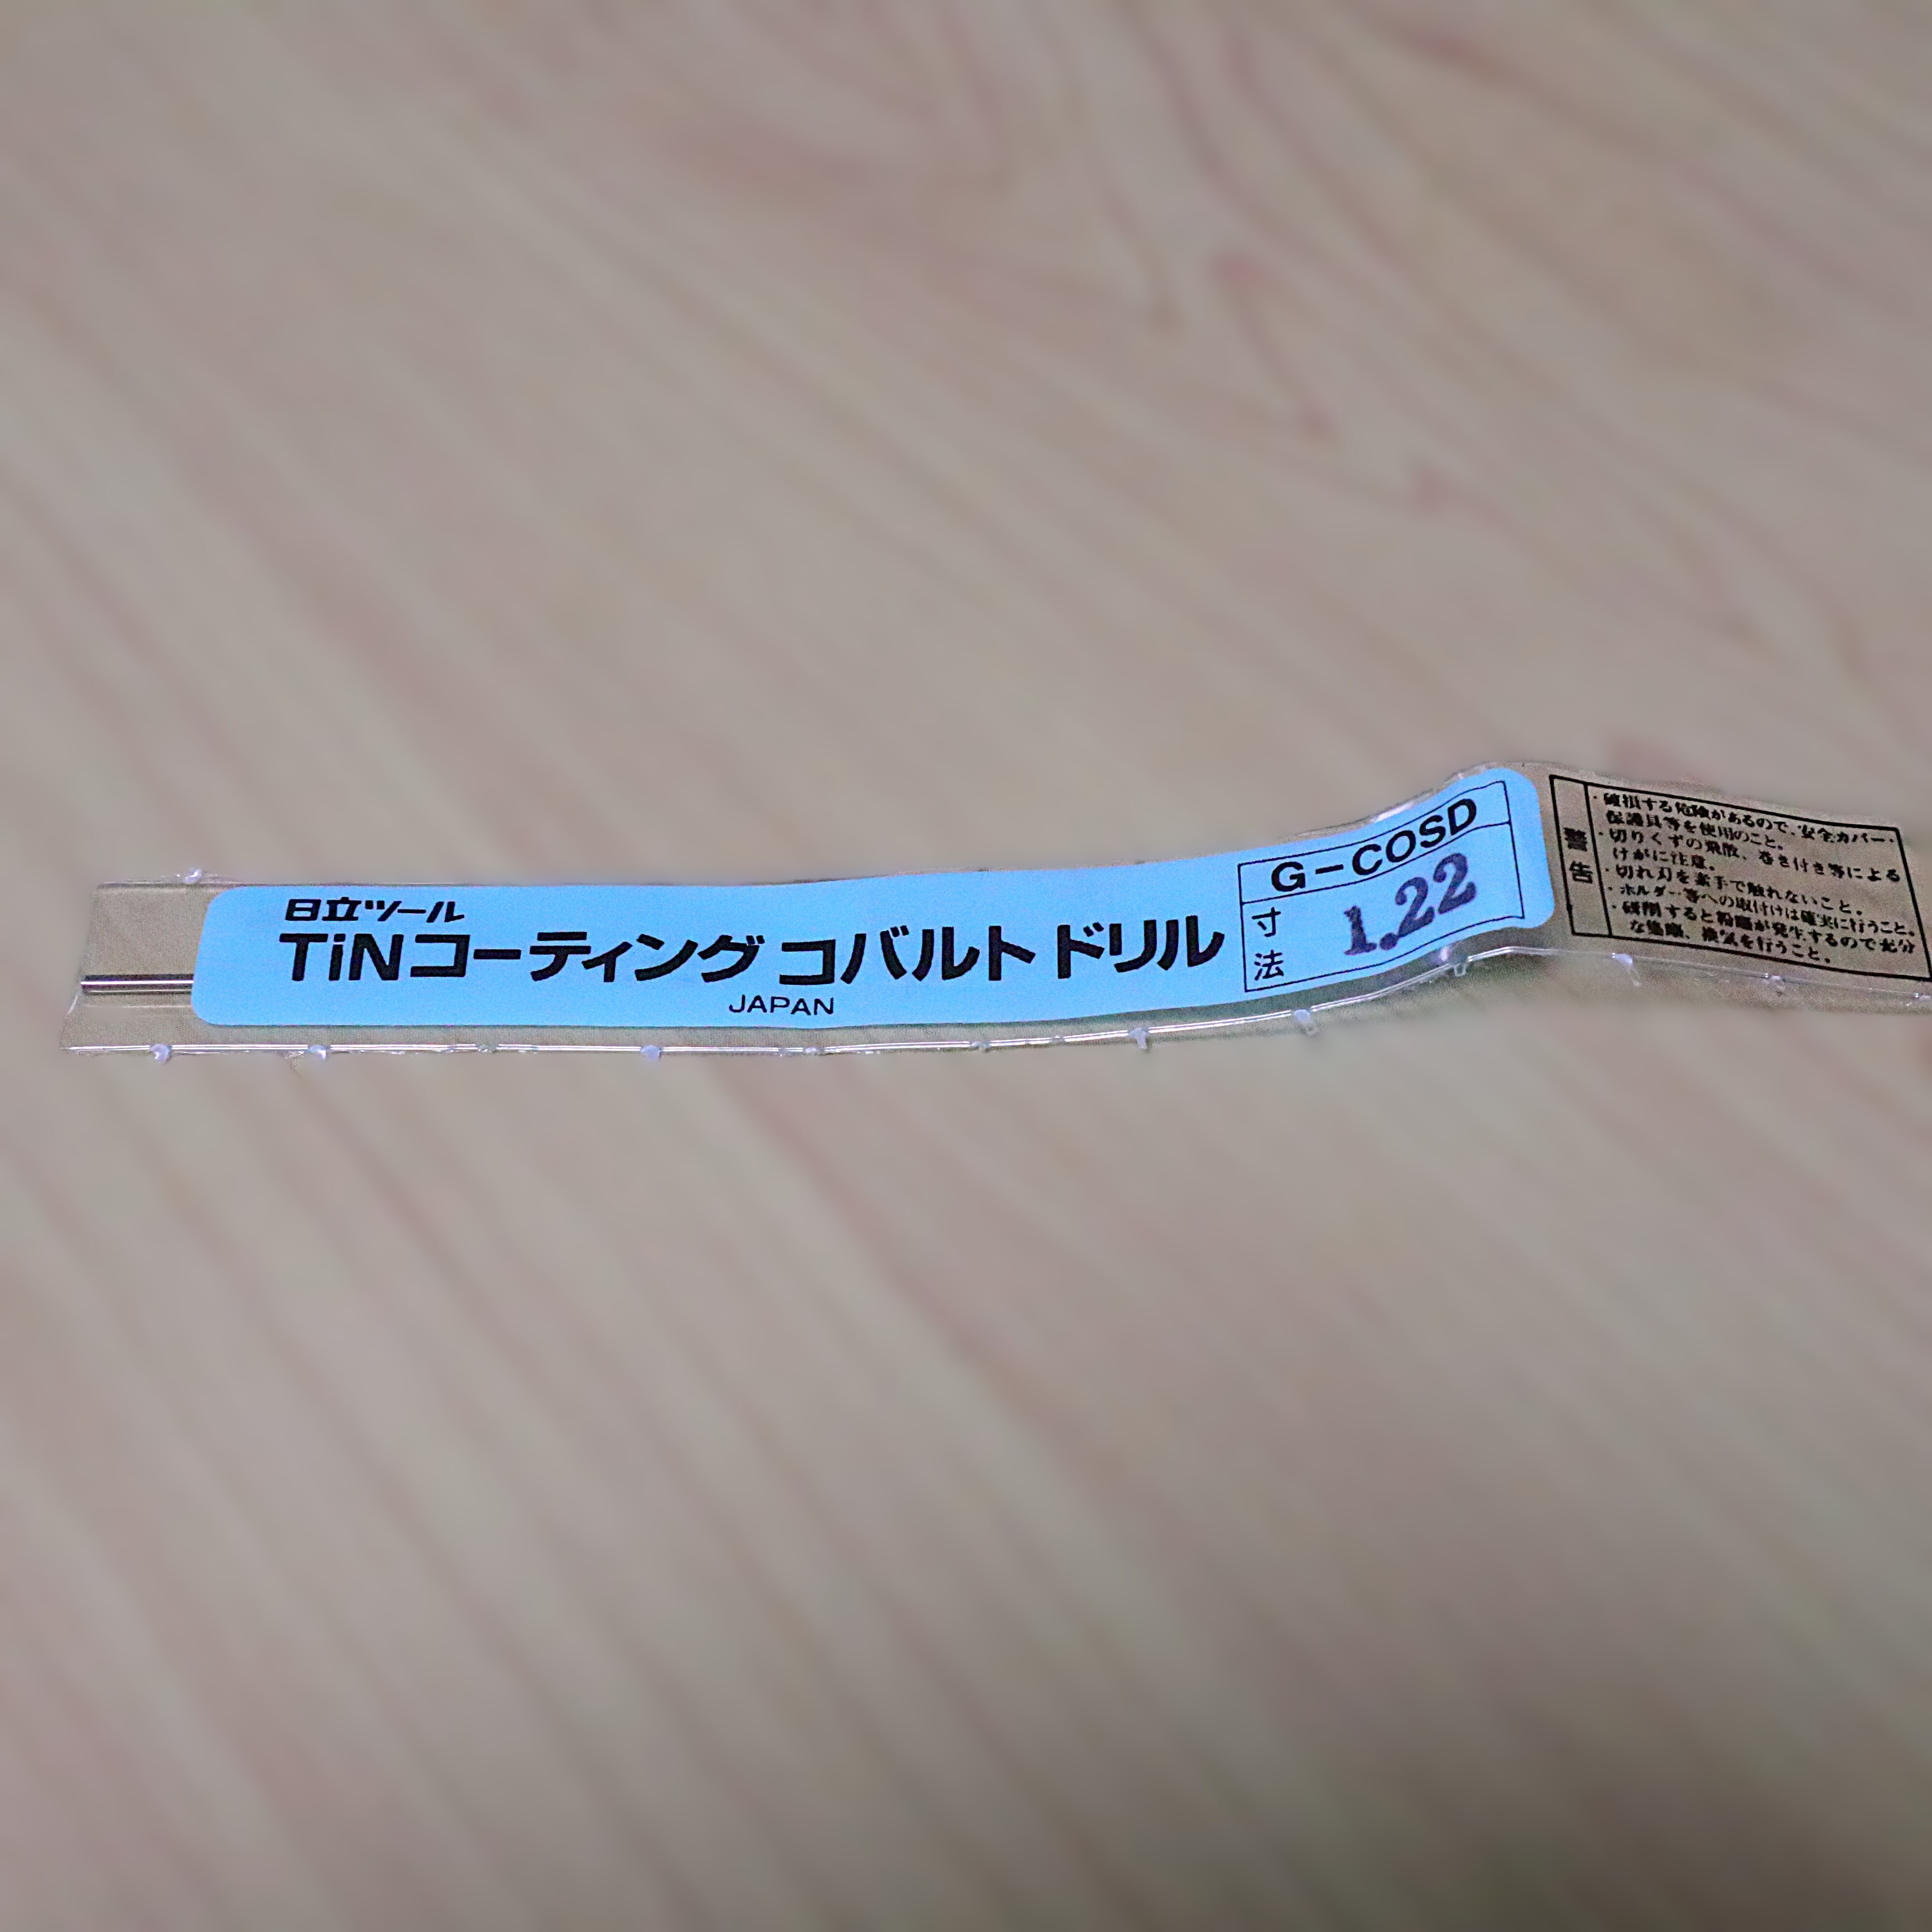 日立ツール
TiNコーティング コバルト ドリル
JAPAN
G-COSD
寸法
1.22
警告
・破損する危険があるので、安全カバー・
保護具等を使用のこと。
・切りくずの飛散、巻き付き等による
けがに注意。
・切れ刃を素手で触れないこと。
・ホルダー等への取付けは確実に行うこと。
・研削すると粉塵が発生するので充分
な集塵、換気を行うこと。